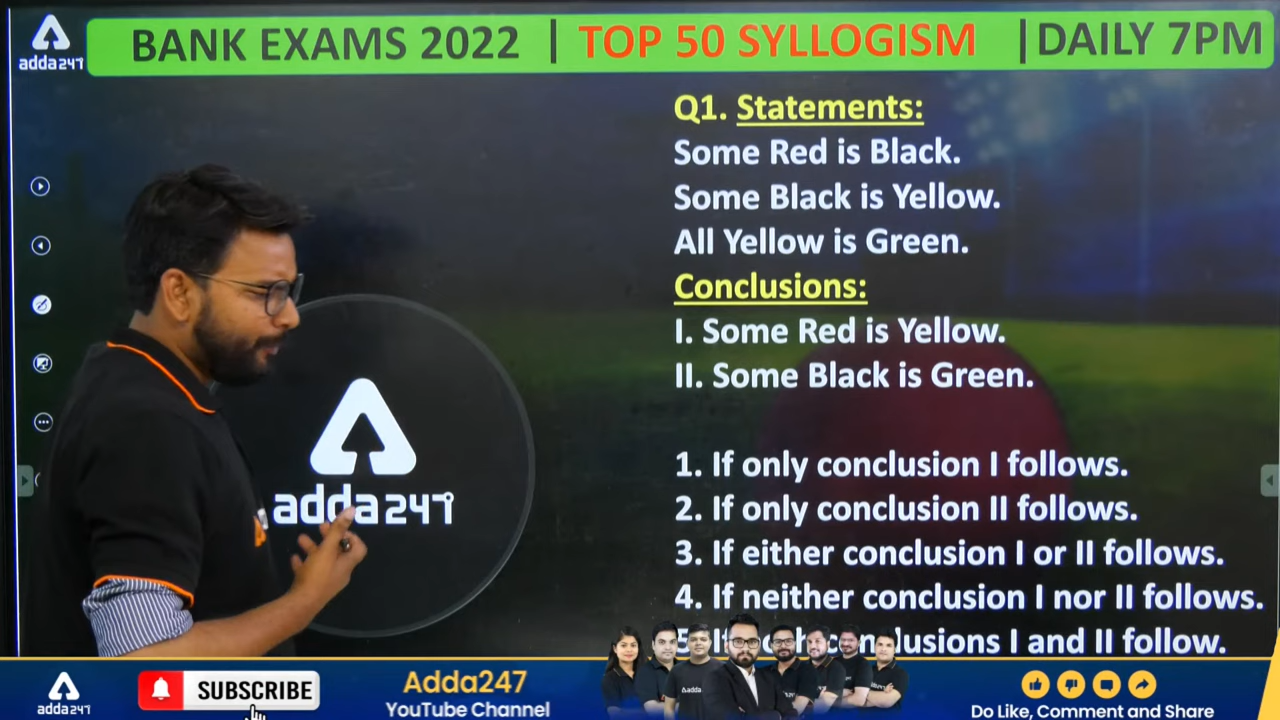 adda247
BANK EXAMS 2022 | TOP 50 SYLLOGISM | DAILY 7PM
Q1. Statements:
Some Red is Black.
Some Black is Yellow.
All Yellow is Green.
Conclusions:
I. Some Red is Yellow.
II. Some Black is Green.
1. If only conclusion I follows.
2. If only conclusion II follows.
3. If either conclusion I or II follows.
4. If neither conclusion I nor II follows.
I and II follow.
adda247
adda247
SUBSCRIBE
Adda247
YouTube Channel
Do Like, Comment and Share